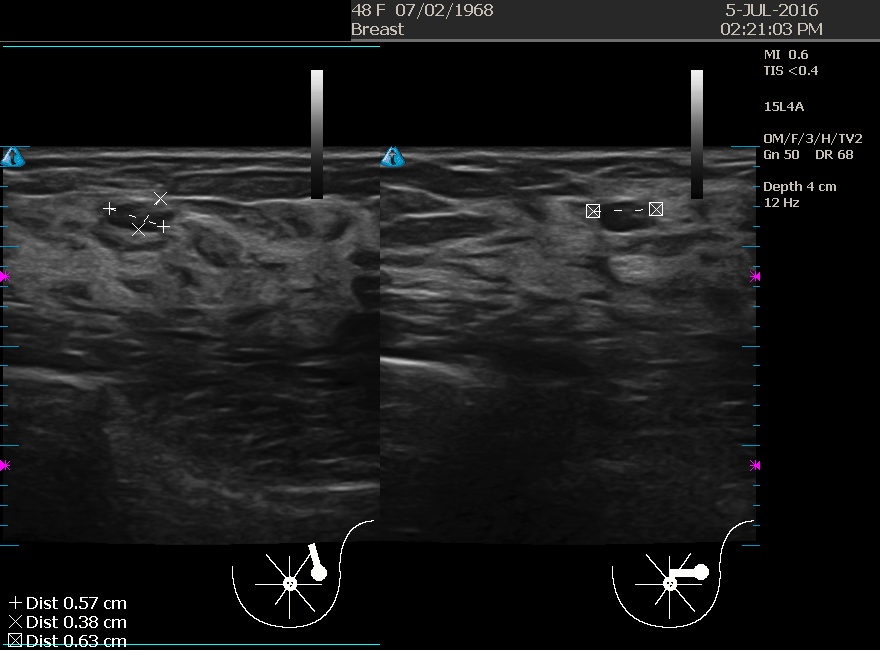 48 F 07/02/1968 5-JUL-2016
Breast 02:21:03 PM
MI 0.6
TIS <0.4
15L4A
OM/F/3/H/TV2
Gn 50 DR 68
Depth 4 cm
12 Hz
Dist 0.57 cm
Dist 0.38 cm
Dist 0.63 cm